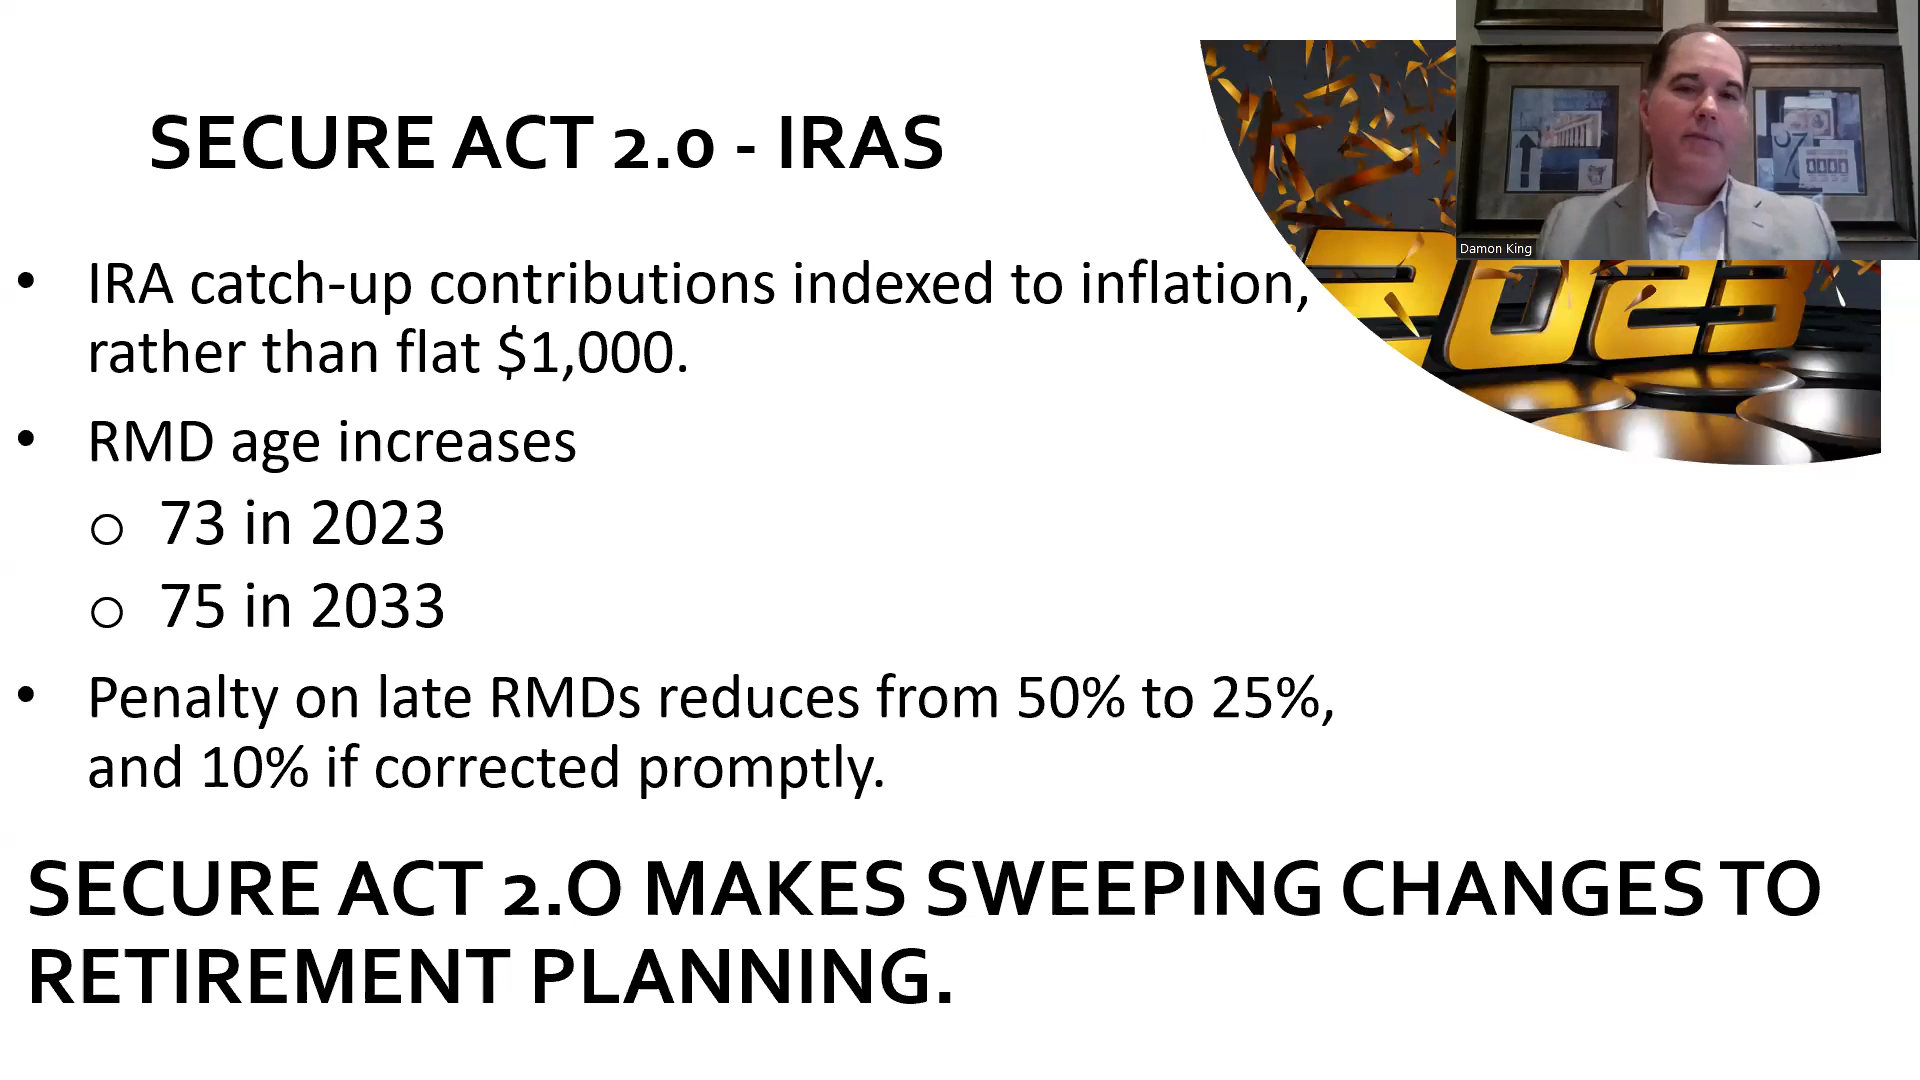 SECURE ACT 2.0 - IRAS
Damon King
• IRA catch-up contributions indexed to inflation,
rather than flat $1,000.
2023
• RMD age increases
o 73 in 2023
o 75 in 2033
• Penalty on late RMDs reduces from 50% to 25%,
and 10% if corrected promptly.
SECURE ACT 2.O MAKES SWEEPING CHANGES TO
RETIREMENT PLANNING.